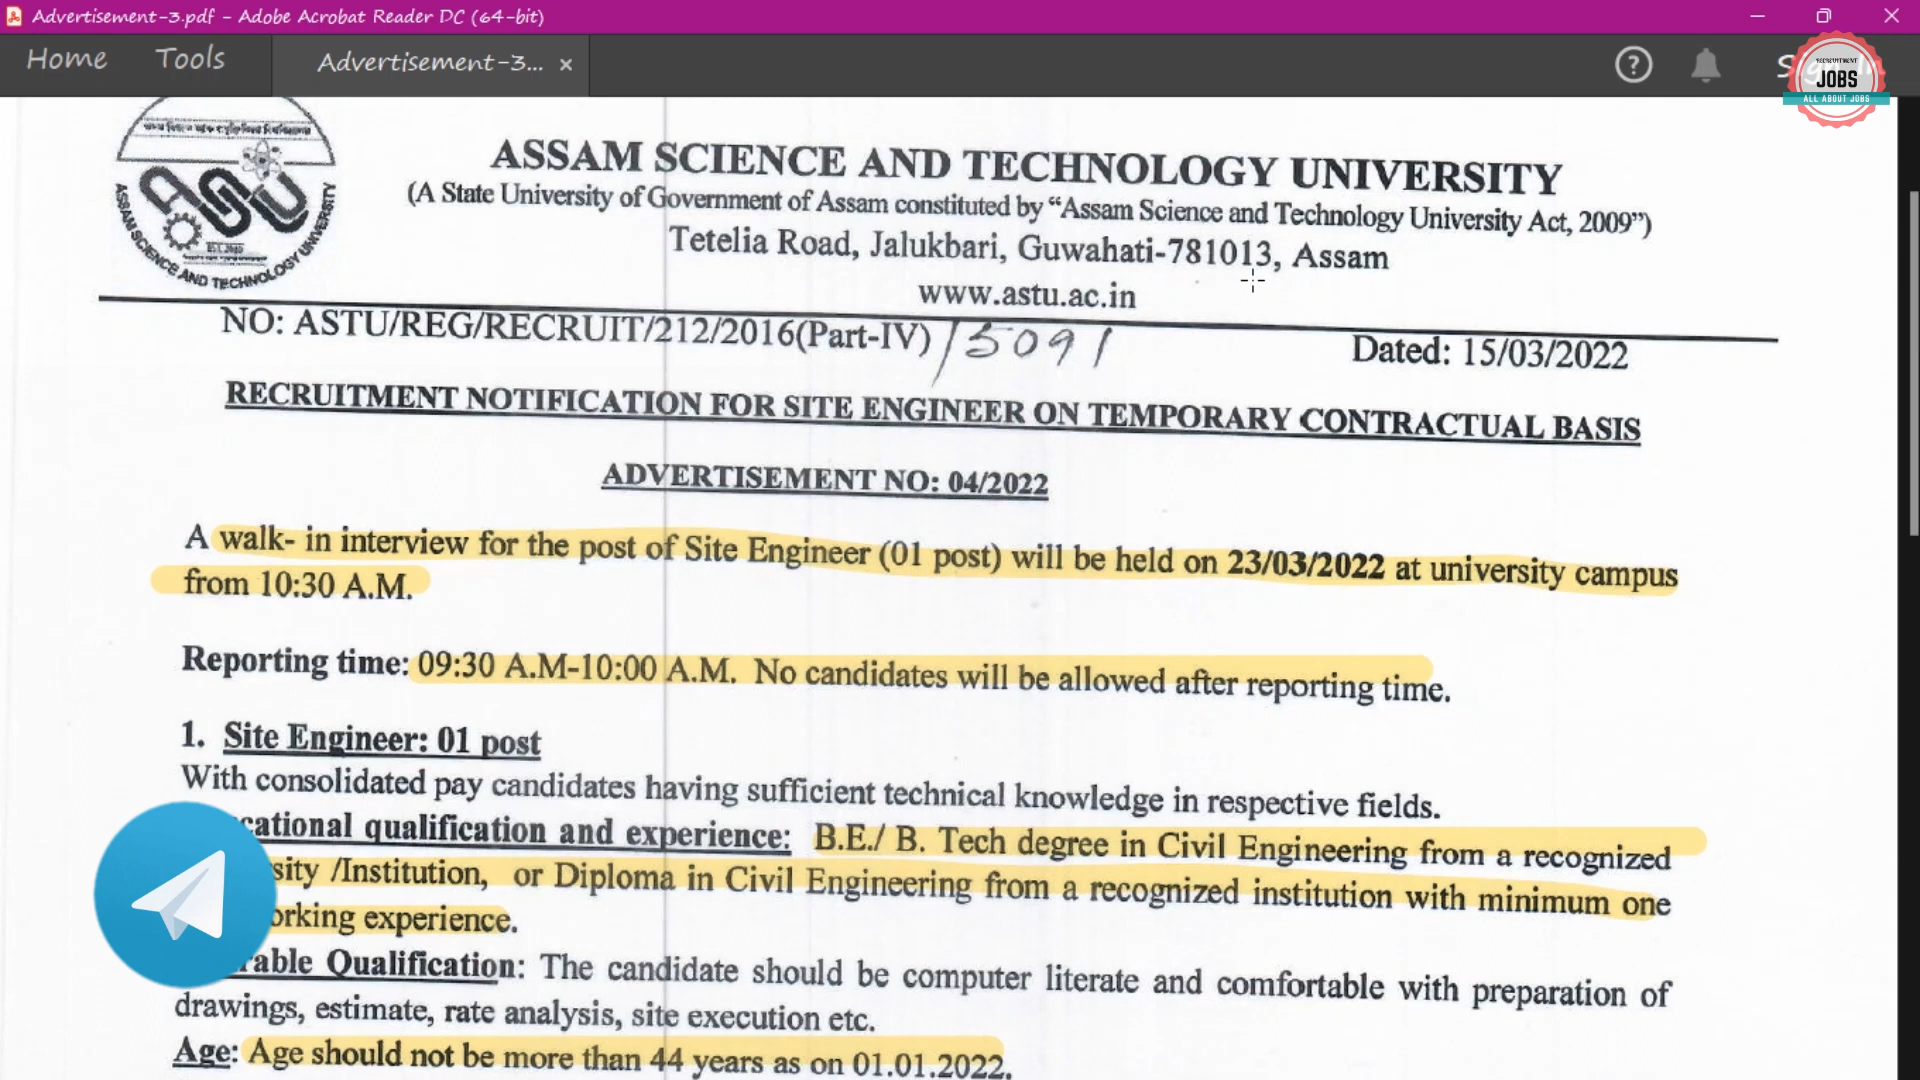 Advertisement-3.pdf - Adobe Acrobat Reader DC (64-bit)
Home Tools Advertisement-3... ×
RECRUITMENT
JOBS
ALL ABOUT JOBS
ASSAM SCIENCE AND TECHNOLOGY UNIVERSITY
(A State University of Government of Assam constituted by “Assam Science and Technology University Act, 2009”)
Tetelia Road, Jalukbari, Guwahati-781013, Assam
www.astu.ac.in
ASSAM SCIENCE AND TECHNOLOGY UNIVERSITY
NO: ASTU/REG/RECRUIT/212/2016(Part-IV)/5091 Dated: 15/03/2022
RECRUITMENT NOTIFICATION FOR SITE ENGINEER ON TEMPORARY CONTRACTUAL BASIS
ADVERTISEMENT NO: 04/2022
A walk- in interview for the post of Site Engineer (01 post) will be held on 23/03/2022 at university campus
from 10:30 A.M.
Reporting time: 09:30 A.M-10:00 A.M. No candidates will be allowed after reporting time.
1. Site Engineer: 01 post
With consolidated pay candidates having sufficient technical knowledge in respective fields.
cational qualification and experience: B.E./ B. Tech degree in Civil Engineering from a recognized
sity /Institution, or Diploma in Civil Engineering from a recognized institution with minimum one
orking experience.
rable Qualification: The candidate should be computer literate and comfortable with preparation of
drawings, estimate, rate analysis, site execution etc.
Age: Age should not be more than 44 years as on 01.01.2022.